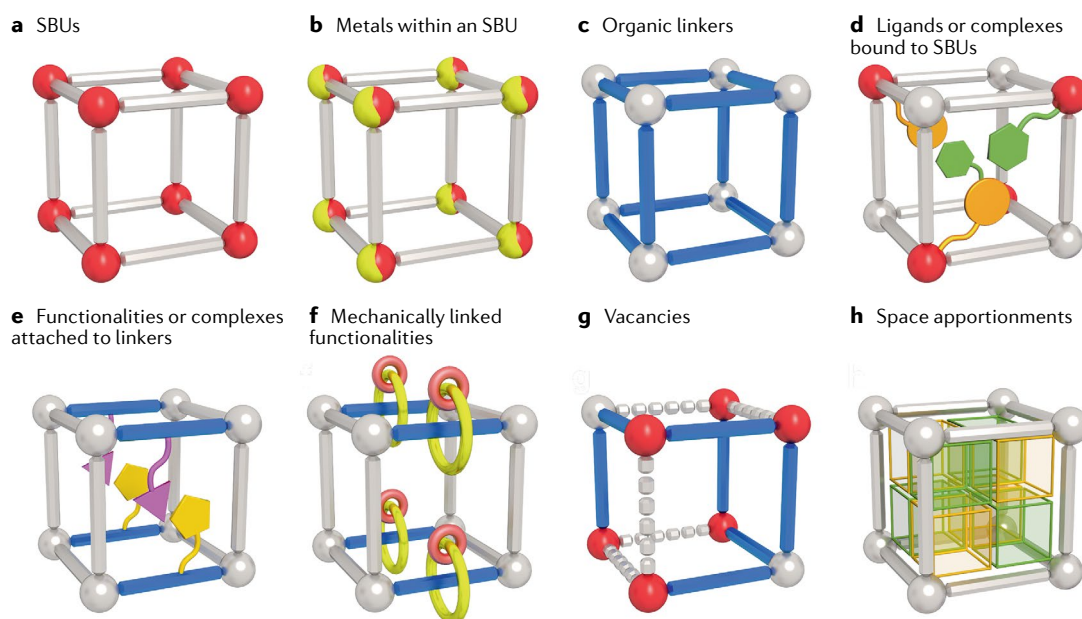 a SBUs
b Metals within an SBU
c Organic linkers
d Ligands or complexes
bound to SBUs
e Functionalities or complexes
attached to linkers
f Mechanically linked
functionalities
g Vacancies
h Space apportionments